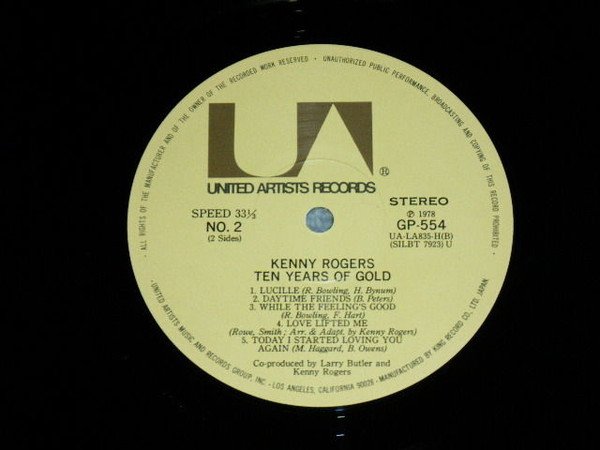 ALL RIGHTS OF THE MANUFACTURER AND OF THE OWNER OF THE RECORDED WORK RESERVED • UNAUTHORIZED PUBLIC PERFORMANCE, BROADCASTING AND COPYING OF THIS RECORD PROHIBITED •
UA
®
UNITED ARTISTS RECORDS
SPEED 33⅓
NO. 2
(2 Sides)
STEREO
Ⓟ 1978
GP-554
UA-LA835-H(B)
(SILBT 7923) U
KENNY ROGERS
TEN YEARS OF GOLD
1. LUCILLE (R. Bowling, H. Bynum)
2. DAYTIME FRIENDS (B. Peters)
3. WHILE THE FEELING'S GOOD
(R. Bowling, F. Hart)
4. LOVE LIFTED ME
(Rowe, Smith ; Arr. & Adapt. by Kenny Rogers)
5. TODAY I STARTED LOVING YOU
AGAIN (M. Haggard, B. Owens)
Co-produced by Larry Butler and
Kenny Rogers
• UNITED ARTISTS MUSIC AND RECORDS GROUP, INC. • LOS ANGELES, CALIFORNIA 90028 • MANUFACTURED BY KING RECORD CO., LTD. JAPAN